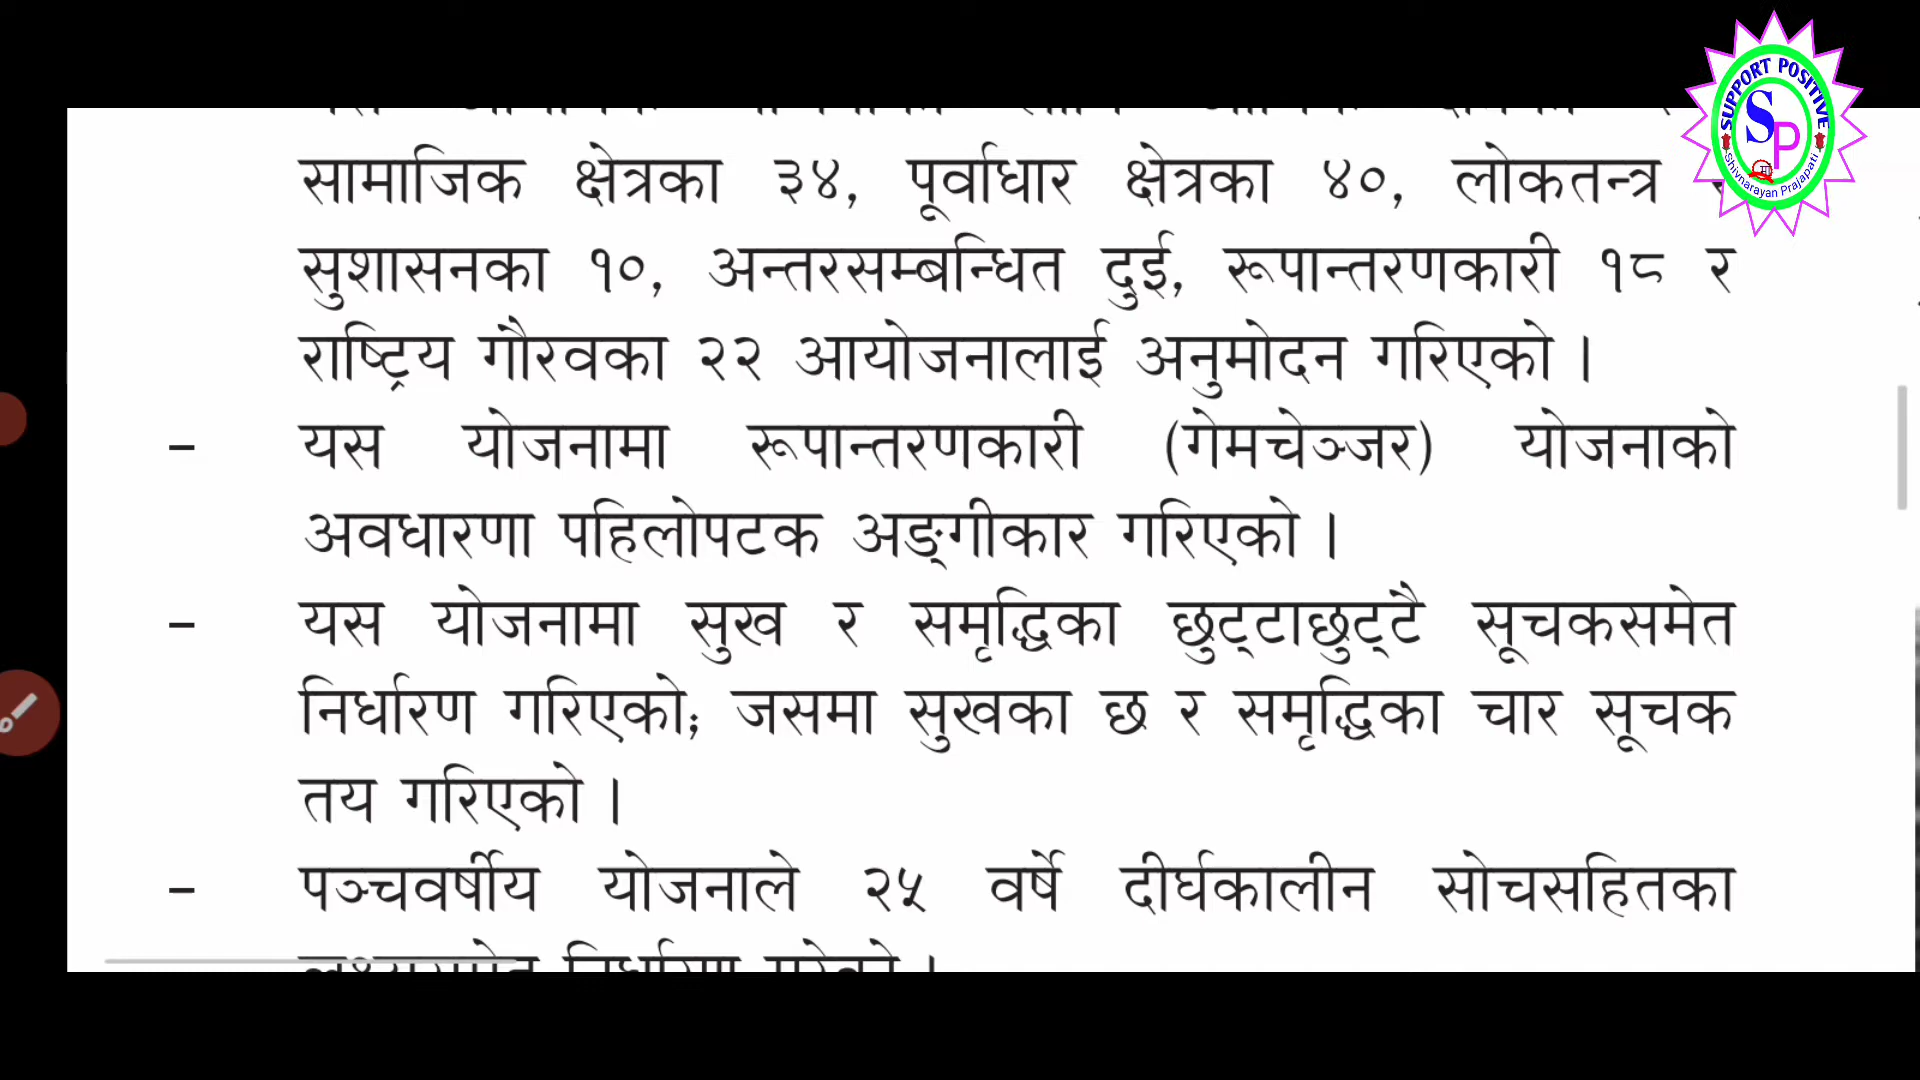 SUPPORT POSITIVE
SP
Shivnarayan Prajapati
सामाजिक क्षेत्रका ३४, पूर्वाधार क्षेत्रका ४०, लोकतन्त्र
सुशासनका १०, अन्तरसम्बन्धित दुई, रूपान्तरणकारी १८ र
राष्ट्रिय गौरवका २२ आयोजनालाई अनुमोदन गरिएको ।
– यस योजनामा रूपान्तरणकारी (गेमचेञ्जर) योजनाको
अवधारणा पहिलोपटक अङ्गीकार गरिएको ।
– यस योजनामा सुख र समृद्धिका छुट्टाछुट्टै सूचकसमेत
निर्धारण गरिएको; जसमा सुखका छ र समृद्धिका चार सूचक
तय गरिएको ।
– पञ्चवर्षीय योजनाले २५ वर्षे दीर्घकालीन सोचसहितका